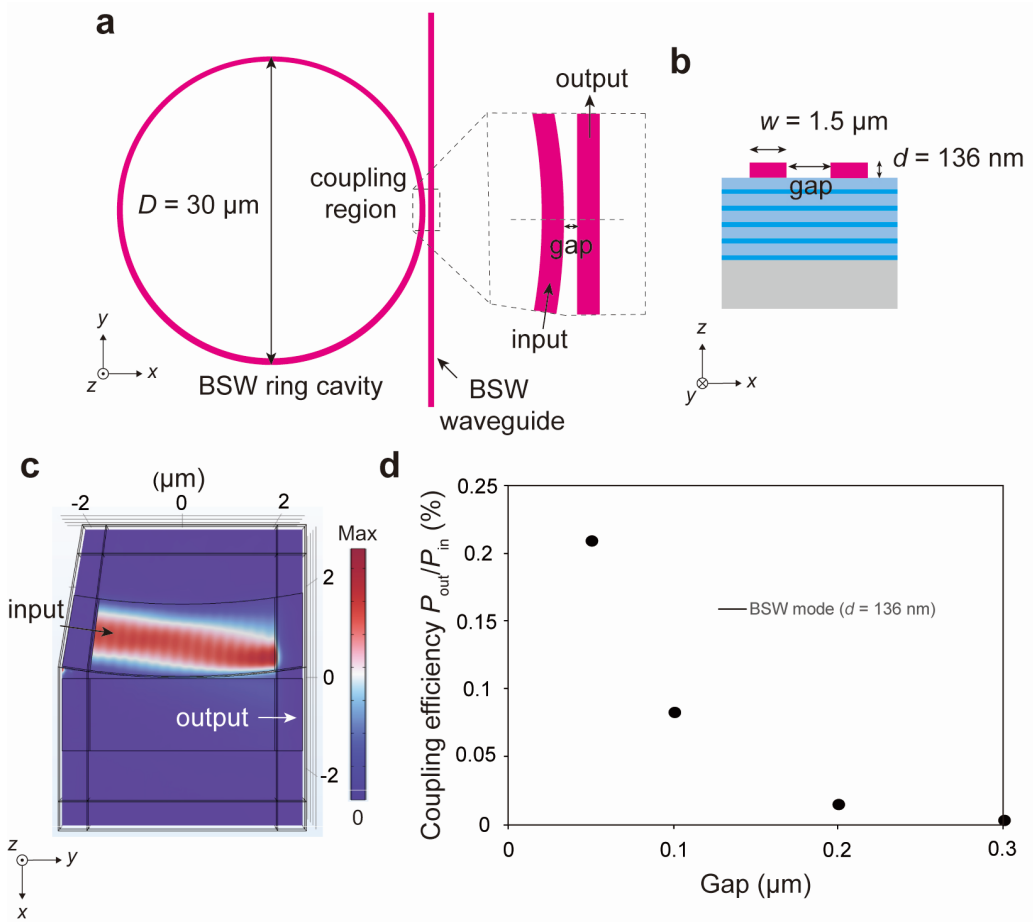 a
D = 30 μm
coupling
region
gap
input
output
y
z
x
BSW ring cavity
BSW
waveguide
b
w = 1.5 μm
d = 136 nm
gap
z
y
x
c
(μm)
-2
0
2
Max
2
0
-2
0
input
output
z
y
x
d
Coupling efficiency Pout/Pin (%)
0.25
0.2
0.15
0.1
0.05
0
BSW mode (d = 136 nm)
0
0.1
0.2
0.3
Gap (μm)